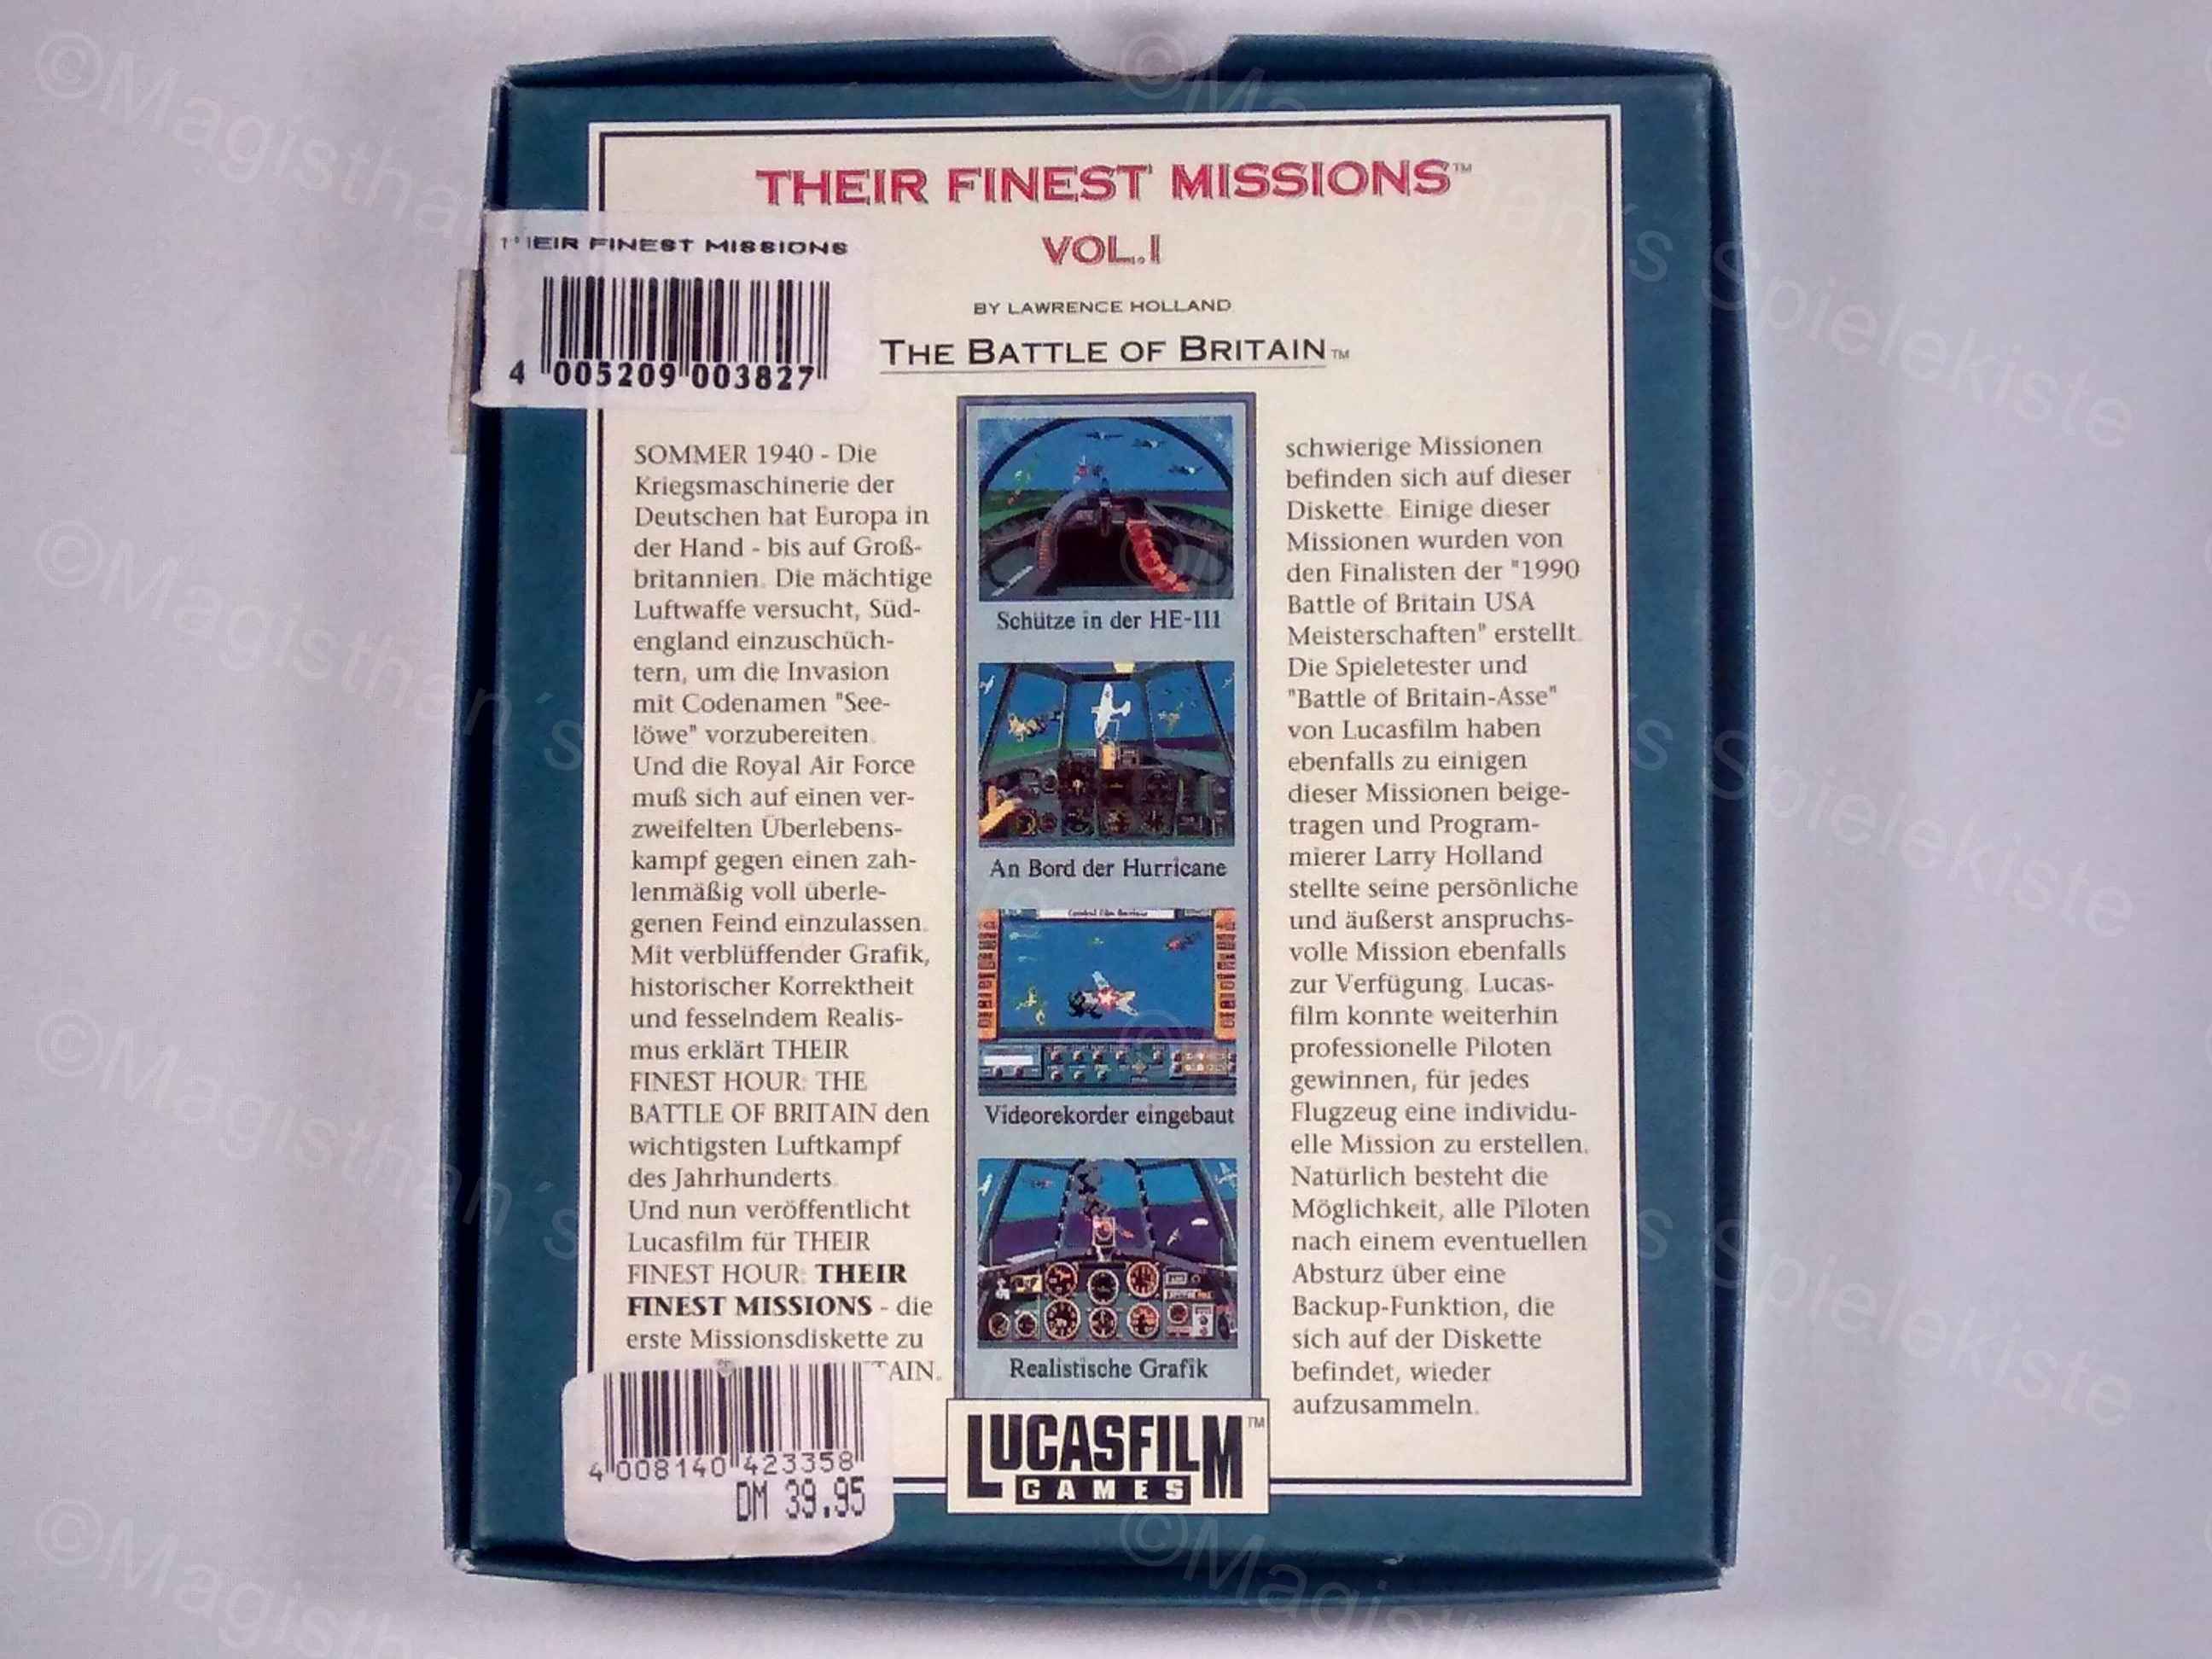 THEIR FINEST MISSIONS™
VOL.I
BY LAWRENCE HOLLAND
THE BATTLE OF BRITAIN™
THEIR FINEST MISSIONS
4 005209 003827
SOMMER 1940 - Die
Kriegsmaschinerie der
Deutschen hat Europa in
der Hand - bis auf Groß-
britannien. Die mächtige
Luftwaffe versucht, Süd-
england einzuschüch-
tern, um die Invasion
mit Codenamen "See-
löwe" vorzubereiten.
Und die Royal Air Force
muß sich auf einen ver-
zweifelten Überlebens-
kampf gegen einen zah-
lenmäßig voll überle-
genen Feind einzulassen.
Mit verblüffender Grafik,
historischer Korrektheit
und fesselndem Realis-
mus erklärt THEIR
FINEST HOUR: THE
BATTLE OF BRITAIN den
wichtigsten Luftkampf
des Jahrhunderts.
Und nun veröffentlicht
Lucasfilm für THEIR
FINEST HOUR: THEIR
FINEST MISSIONS - die
erste Missionsdiskette zu
TAIN.
4 008140 423358
DM 39.95
Schütze in der HE-111
An Bord der Hurricane
Combat Film Review
Videorekorder eingebaut
Realistische Grafik
LUCASFILM™
GAMES
schwierige Missionen
befinden sich auf dieser
Diskette. Einige dieser
Missionen wurden von
den Finalisten der "1990
Battle of Britain USA
Meisterschaften" erstellt.
Die Spieletester und
"Battle of Britain-Asse"
von Lucasfilm haben
ebenfalls zu einigen
dieser Missionen beige-
tragen und Program-
mierer Larry Holland
stellte seine persönliche
und äußerst anspruchs-
volle Mission ebenfalls
zur Verfügung. Lucas-
film konnte weiterhin
professionelle Piloten
gewinnen, für jedes
Flugzeug eine individu-
elle Mission zu erstellen.
Natürlich besteht die
Möglichkeit, alle Piloten
nach einem eventuellen
Absturz über eine
Backup-Funktion, die
sich auf der Diskette
befindet, wieder
aufzusammeln.
©Magisthan´s Spielekiste
©Magisthan´s Spielekiste
©Magisthan´s Spielekiste
©Magisthan